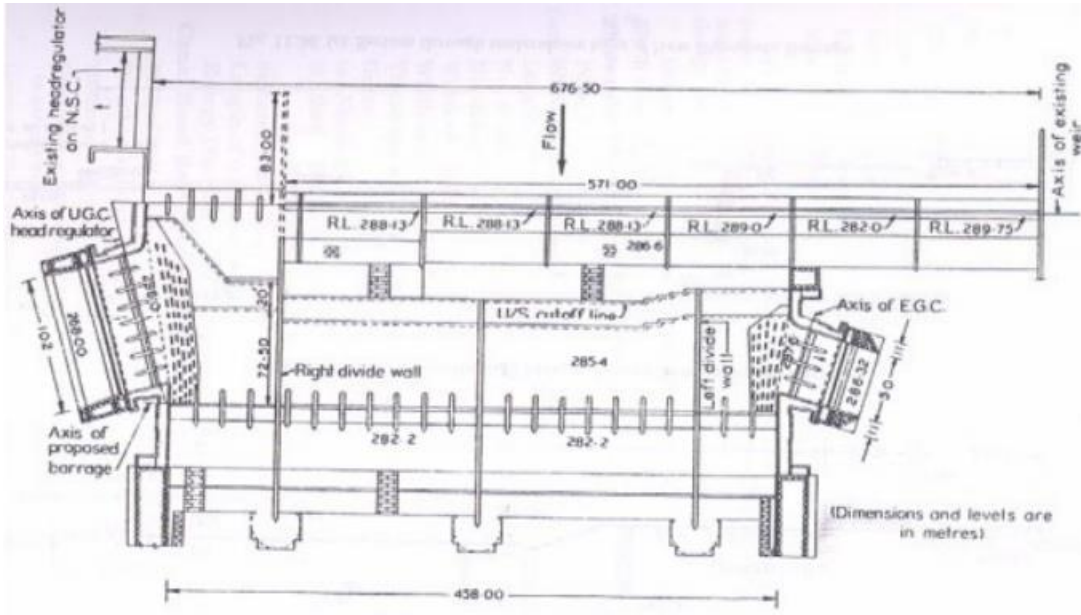 676·50
Existing headregulator
on N.S.C.
83·00
Flow
Axis of existing
weir
571·00
Axis of U.G.C.
head regulator
R.L. 288·13
R.L. 288·13
R.L. 288·13
R.L. 289·0
R.L. 282·0
R.L. 289·75
286·6
102
268·00
20
U/S cutoff line
Axis of E.G.C.
72·50
Right divide wall
285·4
Left divide
wall
286·32
30
Axis of
proposed
barrage
282·2
282·2
(Dimensions and levels are
in metres)